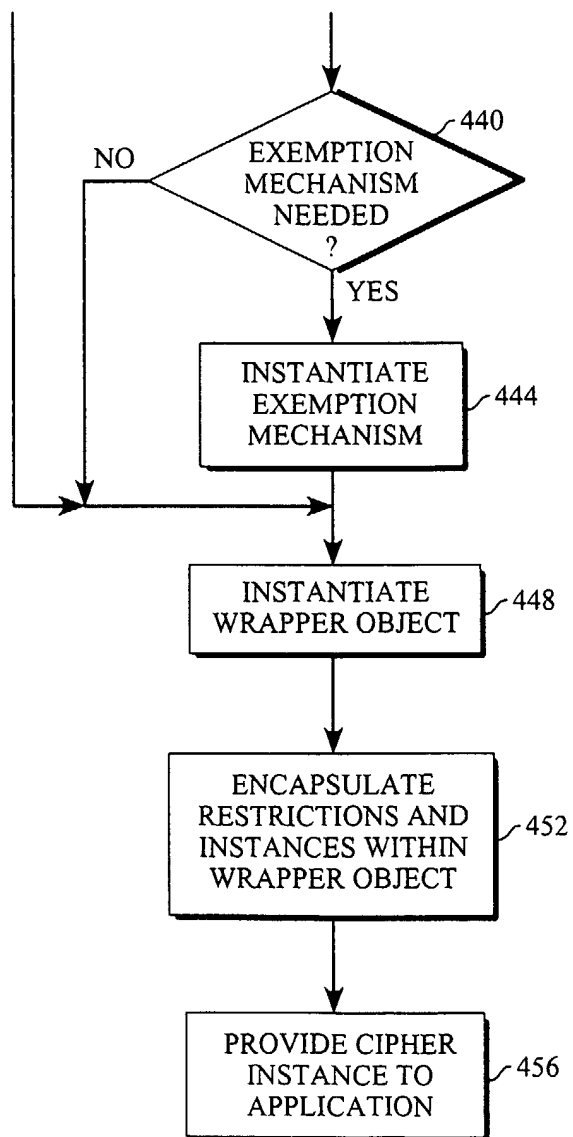 440
NO
EXEMPTION
MECHANISM
NEEDED
?
YES
INSTANTIATE
EXEMPTION
MECHANISM
444
INSTANTIATE
WRAPPER OBJECT
448
ENCAPSULATE
RESTRICTIONS AND
INSTANCES WITHIN
WRAPPER OBJECT
452
PROVIDE CIPHER
INSTANCE TO
APPLICATION
456